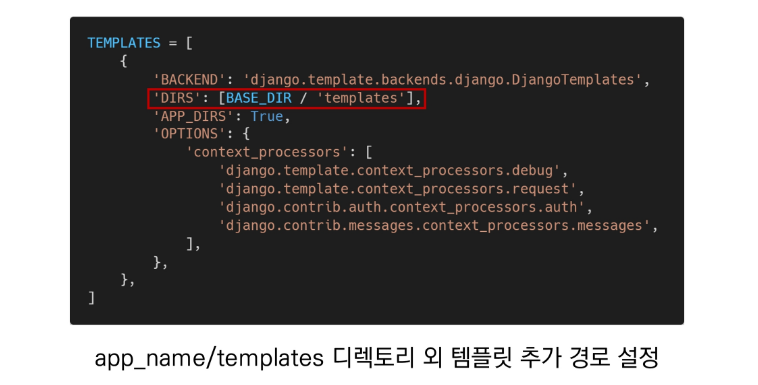 TEMPLATES = [
    {
        'BACKEND': 'django.template.backends.django.DjangoTemplates',
        'DIRS': [BASE_DIR / 'templates'],
        'APP_DIRS': True,
        'OPTIONS': {
            'context_processors': [
                'django.template.context_processors.debug',
                'django.template.context_processors.request',
                'django.contrib.auth.context_processors.auth',
                'django.contrib.messages.context_processors.messages',
            ],
        },
    },
]
app_name/templates 디렉토리 외 템플릿 추가 경로 설정